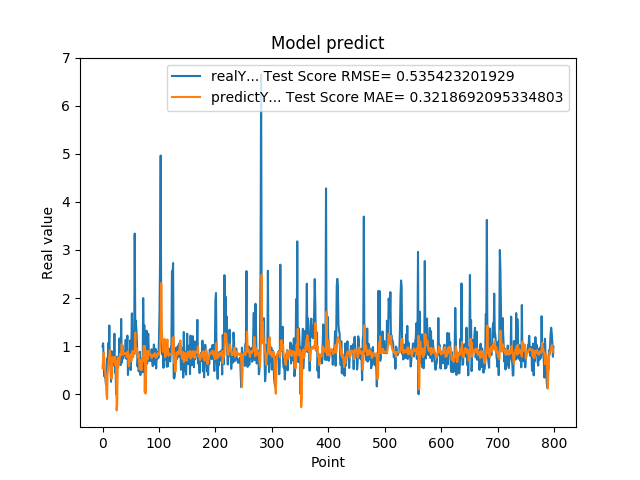 Model predict
realY... Test Score RMSE= 0.535423201929
predictY... Test Score MAE= 0.3218692095334803
7
6
5
4
3
2
1
0
Real value
0 100 200 300 400 500 600 700 800
Point